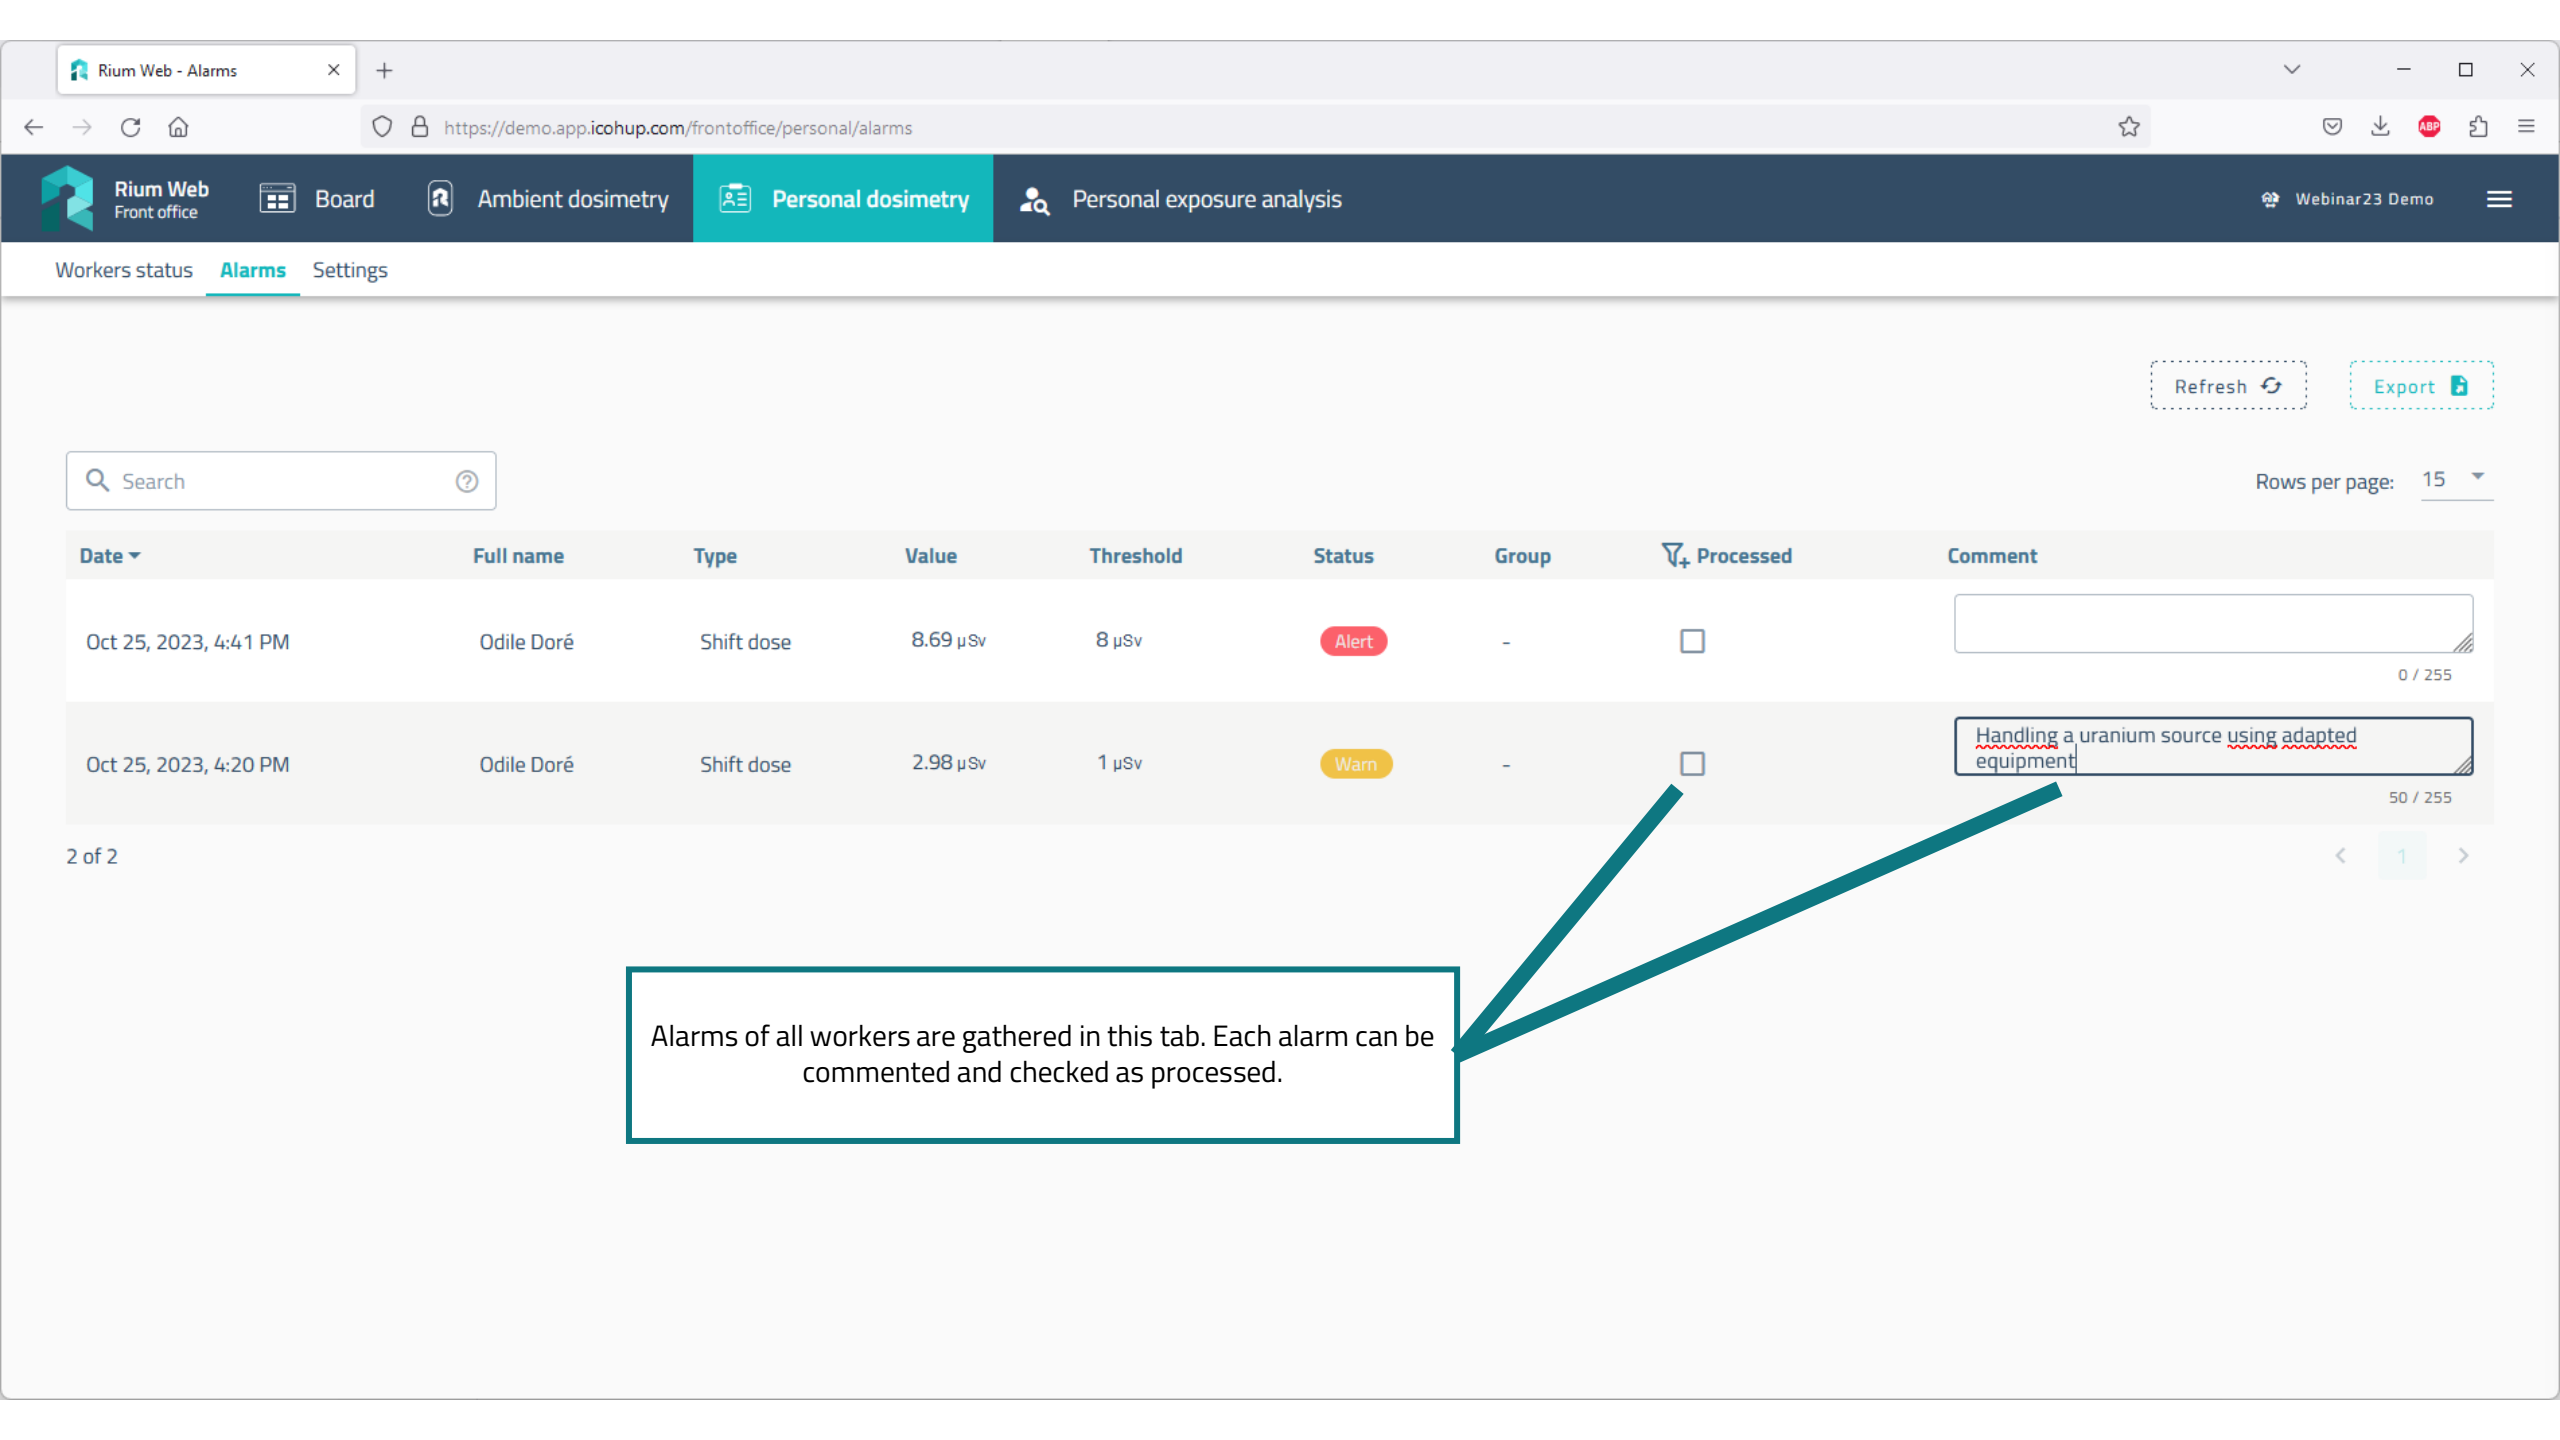 Rium Web - Alarms
https://demo.app.icohup.com/frontoffice/personal/alarms
ABP
Rium Web
Front office
Board
Ambient dosimetry
Personal dosimetry
Personal exposure analysis
Webinar23 Demo
Workers status Alarms Settings
Refresh
Export
Search
Rows per page: 15
Date Full name Type Value Threshold Status Group Processed Comment
Oct 25, 2023, 4:41 PM Odile Doré Shift dose 8.69 µSv 8 µSv Alert -
0 / 255
Oct 25, 2023, 4:20 PM Odile Doré Shift dose 2.98 µSv 1 µSv Warn -
Handling a uranium source using adapted
equipment
50 / 255
2 of 2
1
Alarms of all workers are gathered in this tab. Each alarm can be
commented and checked as processed.